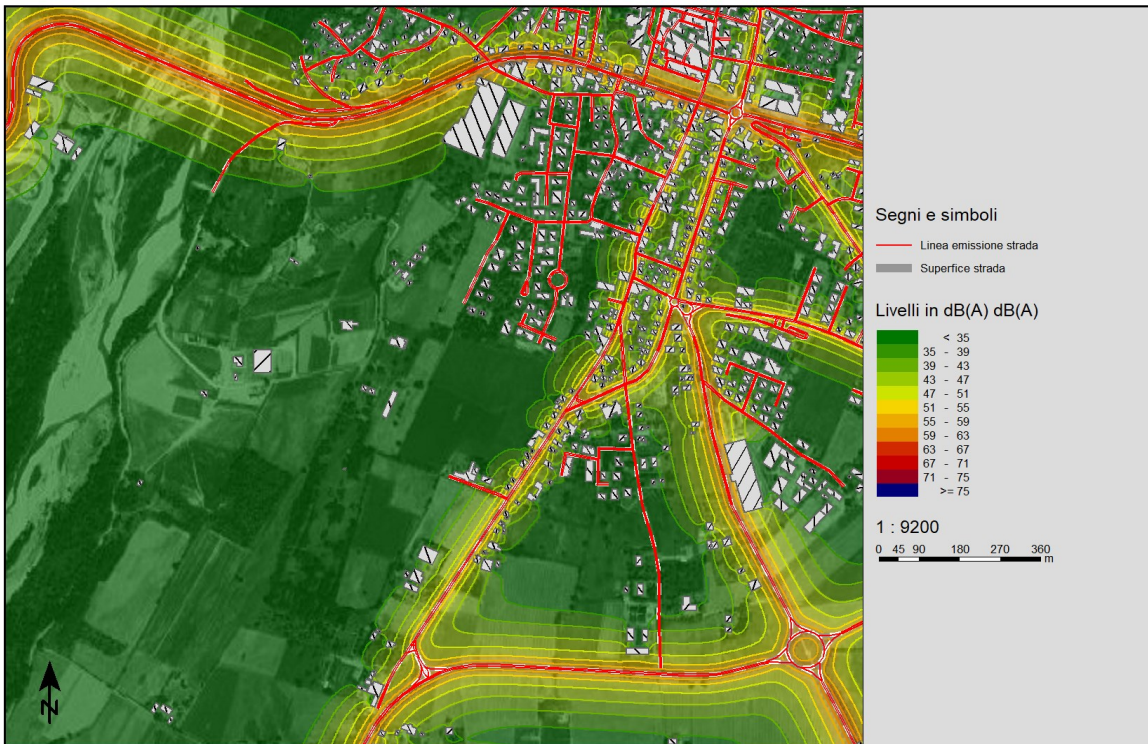 Segni e simboli
Linea emissione strada
Superfice strada
Livelli in dB(A) dB(A)
< 35
35 - 39
39 - 43
43 - 47
47 - 51
51 - 55
55 - 59
59 - 63
63 - 67
67 - 71
71 - 75
>= 75
1 : 9200
0 45 90 180 270 360
m
N